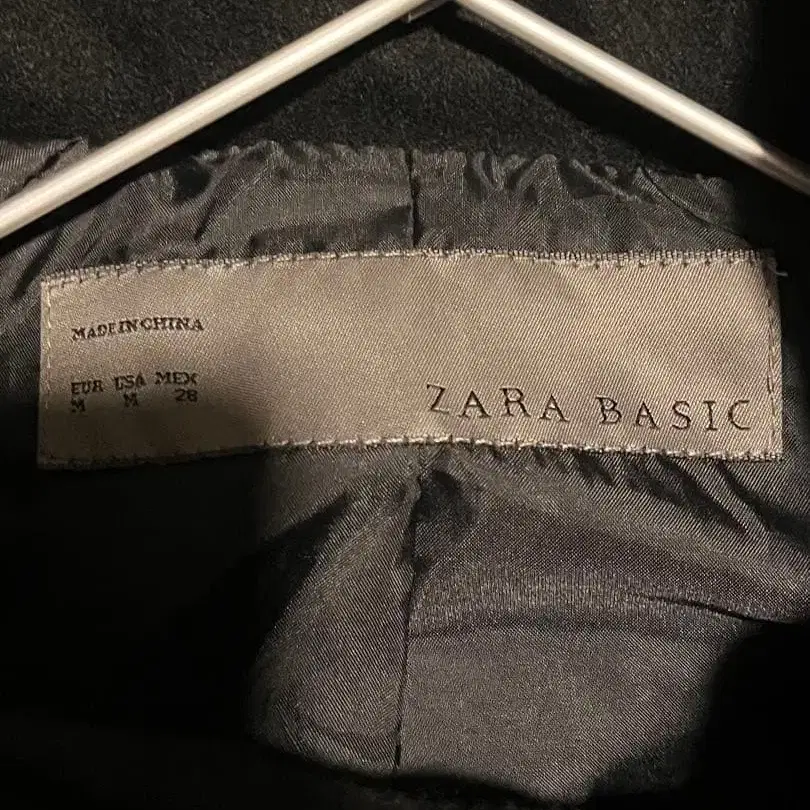 MADE IN CHINA
EUR USA MEX
M M 28
ZARA BASIC